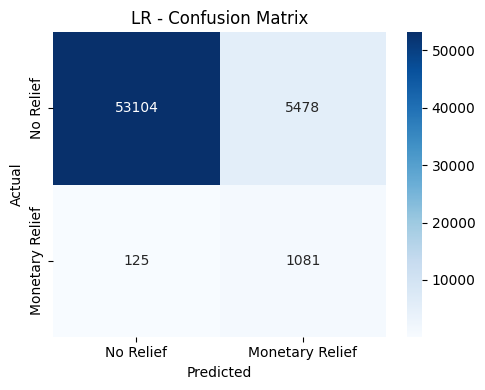 LR - Confusion Matrix
Actual
No Relief
53104
5478
Monetary Relief
125
1081
No Relief
Monetary Relief
Predicted
50000
40000
30000
20000
10000